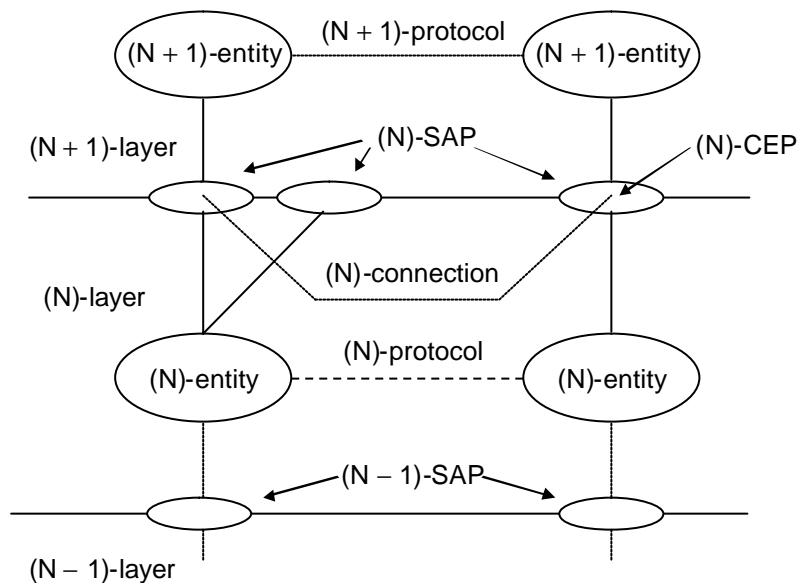 (N + 1)-protocol
(N + 1)-entity
(N + 1)-entity
(N + 1)-layer
(N)-SAP
(N)-CEP
(N)-connection
(N)-layer
(N)-protocol
(N)-entity
(N)-entity
(N − 1)-SAP
(N − 1)-layer